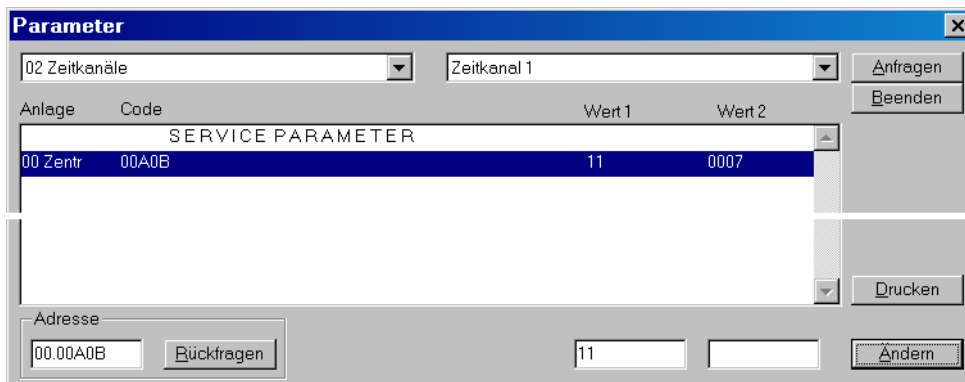 Parameter
02 Zeitkanäle Zeitkanal 1 Anfragen
Beenden
Anlage Code Wert 1 Wert 2
SERVICE PARAMETER
00 Zentr 00A0B 11 0007
Drucken
Adresse
00.00A0B Rückfragen 11 Ändern